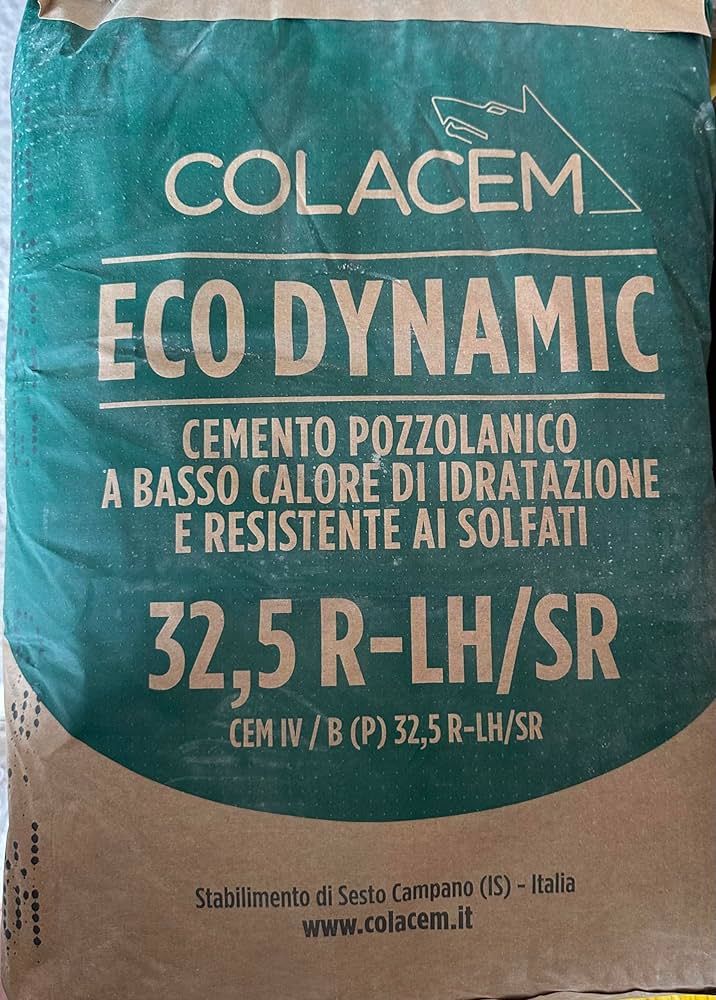 COLACEM
ECO DYNAMIC
CEMENTO POZZOLANICO
A BASSO CALORE DI IDRATAZIONE
E RESISTENTE AI SOLFATI
32,5 R-LH/SR
CEM IV / B (P) 32,5 R-LH/SR
Stabilimento di Sesto Campano (IS) - Italia
www.colacem.it